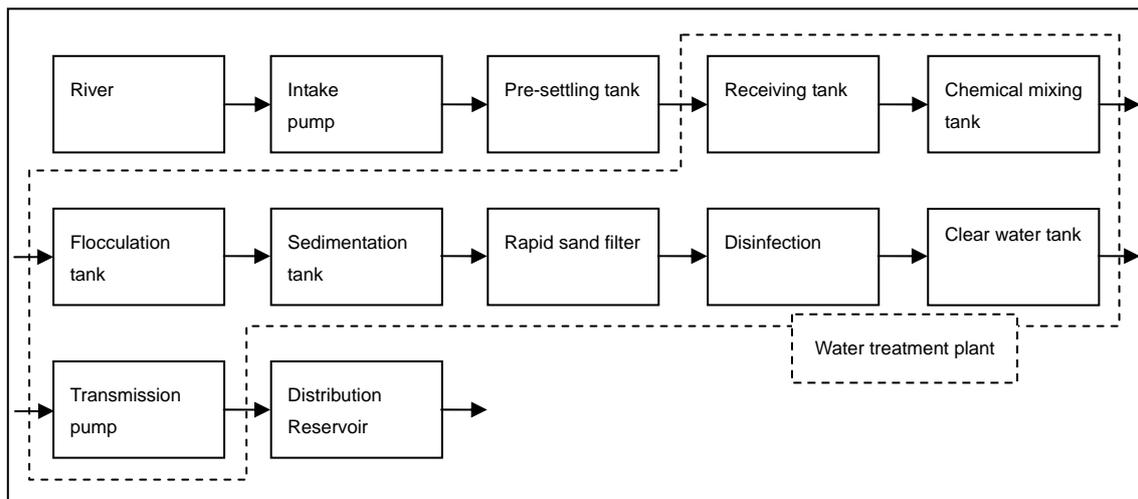 River
Intake
pump
Pre-settling tank
Receiving tank
Chemical mixing
tank
Flocculation
tank
Sedimentation
tank
Rapid sand filter
Disinfection
Clear water tank
Water treatment plant
Transmission
pump
Distribution
Reservoir